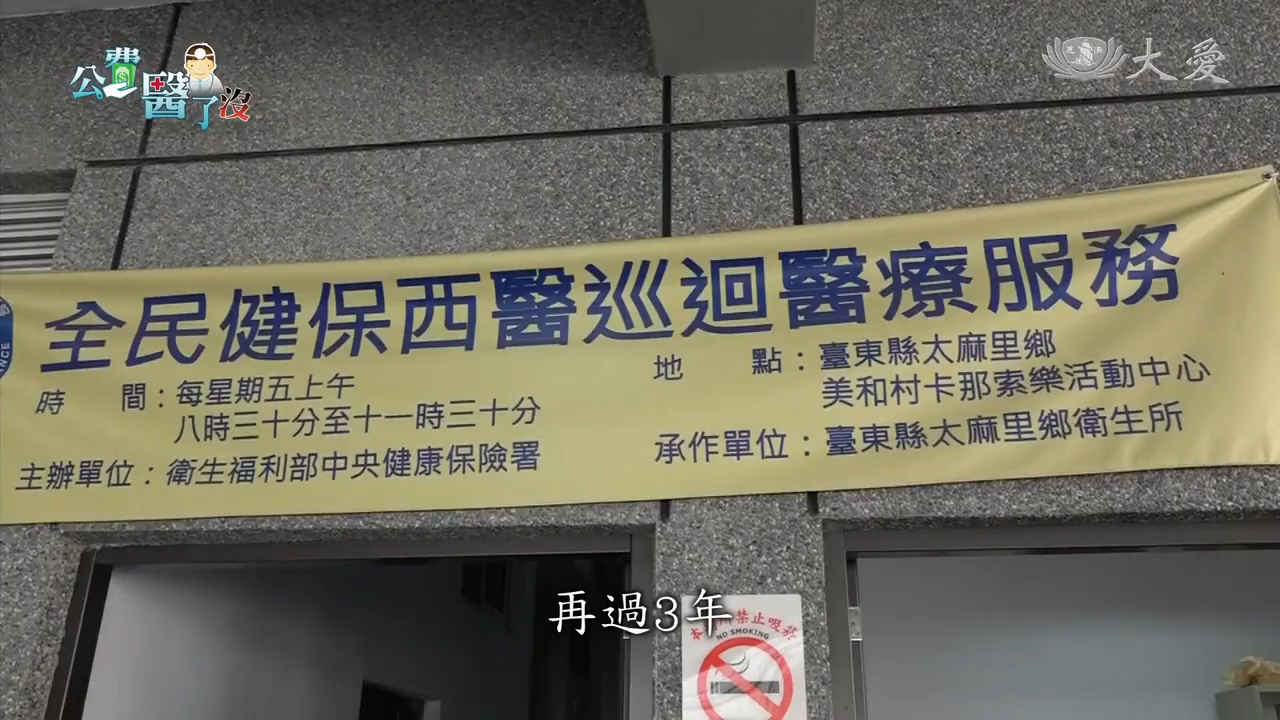 公費醫了沒
大愛
全民健保西醫巡迴醫療服務
時 間：每星期五上午
八時三十分至十一時三十分
主辦單位：衛生福利部中央健康保險署
地 點：臺東縣太麻里鄉
美和村卡那索樂活動中心
承作單位：臺東縣太麻里鄉衛生所
再過3年
禁止吸菸
NO SMOKING